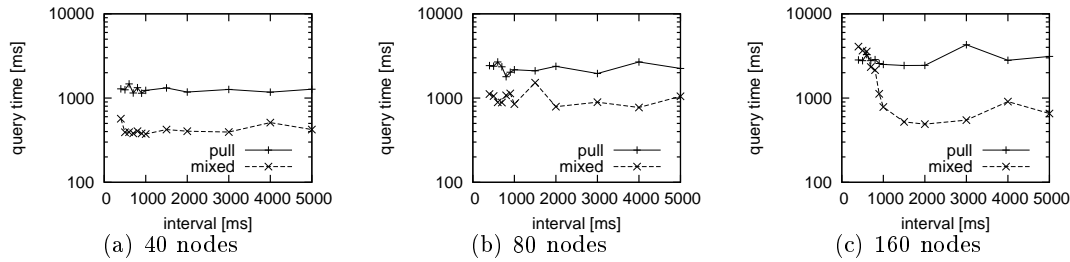 10000
1000
100
query time [ms]
0 1000 2000 3000 4000 5000
interval [ms]
pull
mixed
(a) 40 nodes
10000
1000
100
query time [ms]
0 1000 2000 3000 4000 5000
interval [ms]
pull
mixed
(b) 80 nodes
10000
1000
100
query time [ms]
0 1000 2000 3000 4000 5000
interval [ms]
pull
mixed
(c) 160 nodes